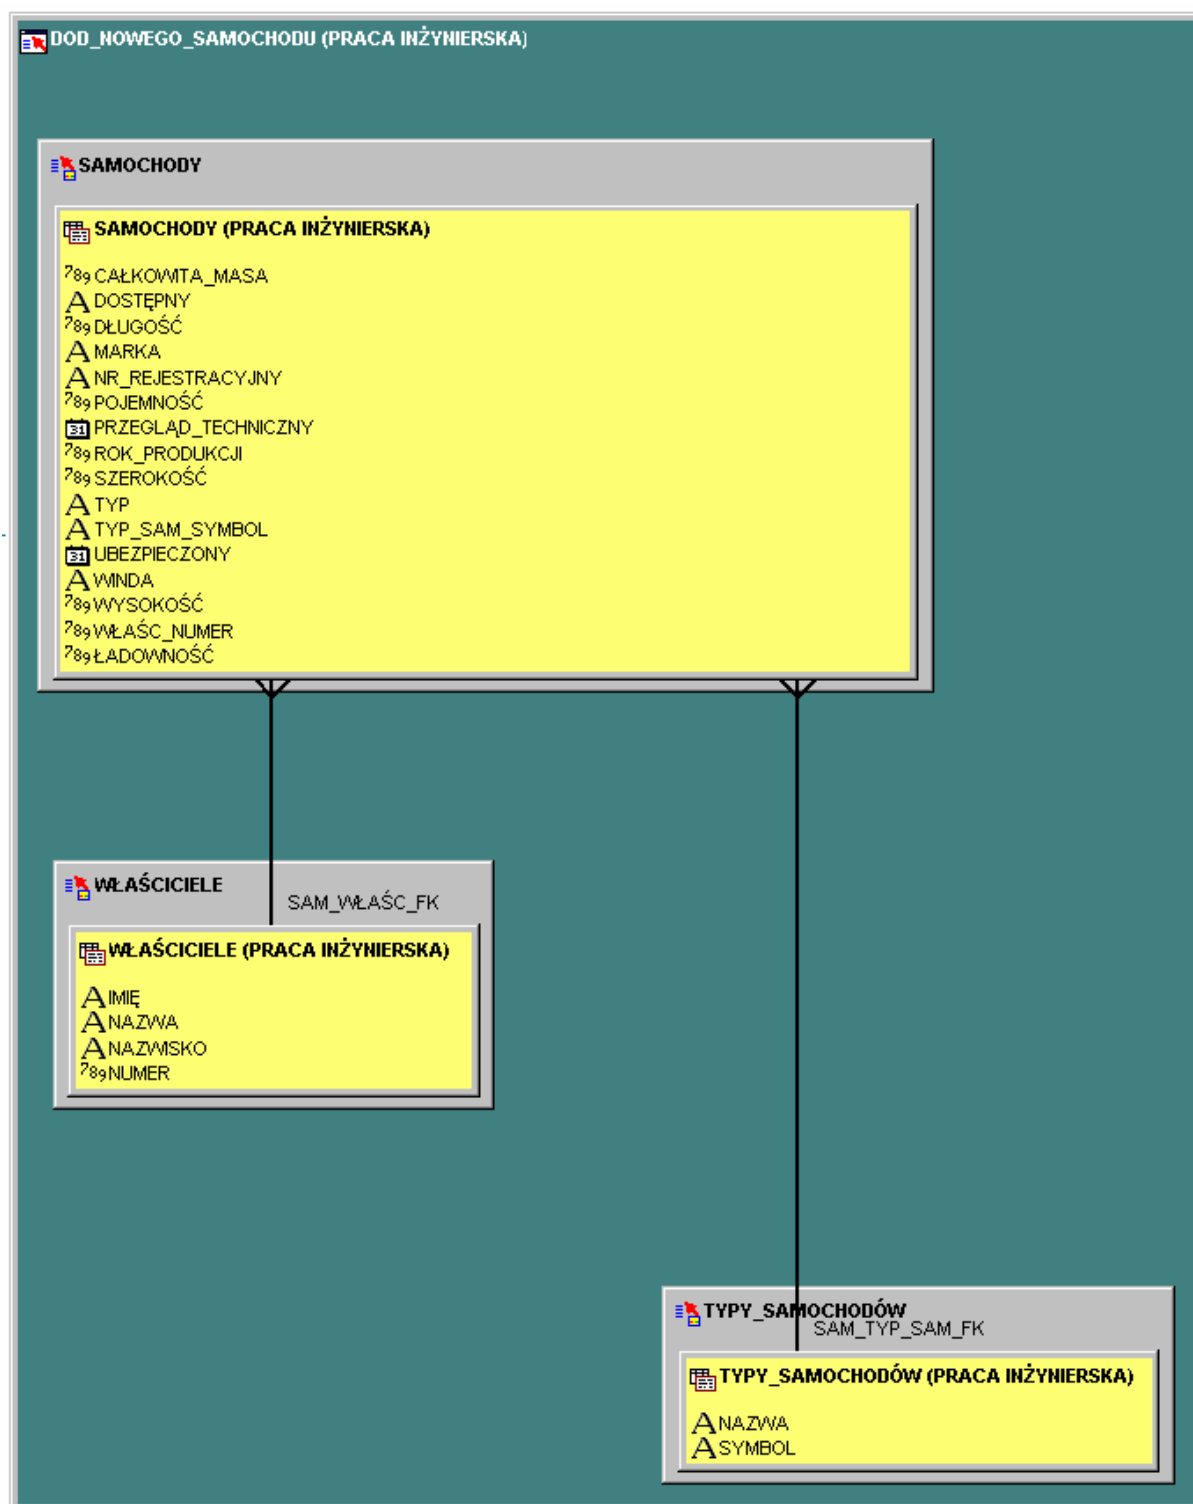 DOD_NOWEGO_SAMOCHODU (PRACA INŻYNIERSKA)
SAMOCHODY
SAMOCHODY (PRACA INŻYNIERSKA)
789 CAŁKOWITA_MASA
A DOSTĘPNY
789 DŁUGOŚĆ
A MARKA
A NR_REJESTRACYJNY
789 POJEMNOŚĆ
31 PRZEGLĄD_TECHNICZNY
789 ROK_PRODUKCJI
789 SZEROKOŚĆ
A TYP
A TYP_SAM_SYMBOL
31 UBEZPIECZONY
A WINDA
789 WYSOKOŚĆ
789 WŁAŚC_NUMER
789 ŁADOWNOŚĆ
WŁAŚCICIELE
SAM_WŁAŚC_FK
WŁAŚCICIELE (PRACA INŻYNIERSKA)
A IMIĘ
A NAZWA
A NAZWISKO
789 NUMER
TYPY_SAMOCHODÓW
SAM_TYP_SAM_FK
TYPY_SAMOCHODÓW (PRACA INŻYNIERSKA)
A NAZWA
A SYMBOL